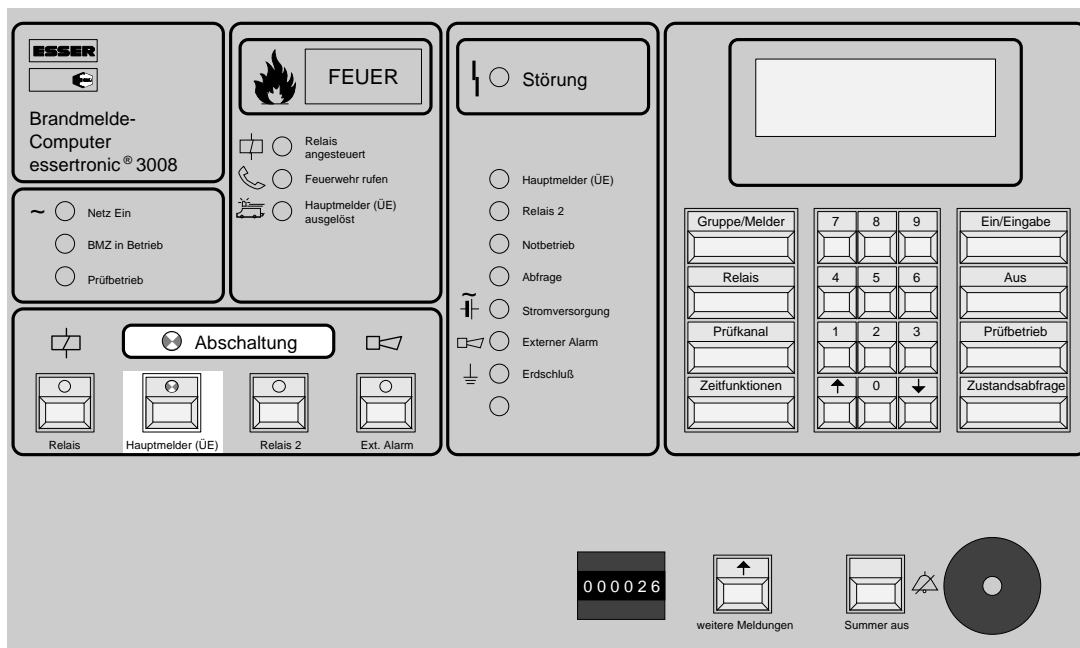 ESSER
Brandmelde-
Computer
essertronic® 3008
~ Netz Ein
BMZ in Betrieb
Prüfbetrieb
FEUER
Relais
angesteuert
Feuerwehr rufen
Hauptmelder (ÜE)
ausgelöst
Abschaltung
Relais
Hauptmelder (ÜE)
Relais 2
Ext. Alarm
Störung
Hauptmelder (ÜE)
Relais 2
Notbetrieb
Abfrage
Stromversorgung
Externer Alarm
Erdschluß
Gruppe/Melder
7 8 9
Ein/Eingabe
Relais
4 5 6
Aus
Prüfkanal
1 2 3
Prüfbetrieb
Zeitfunktionen
0
Zustandsabfrage
000026
weitere Meldungen
Summer aus